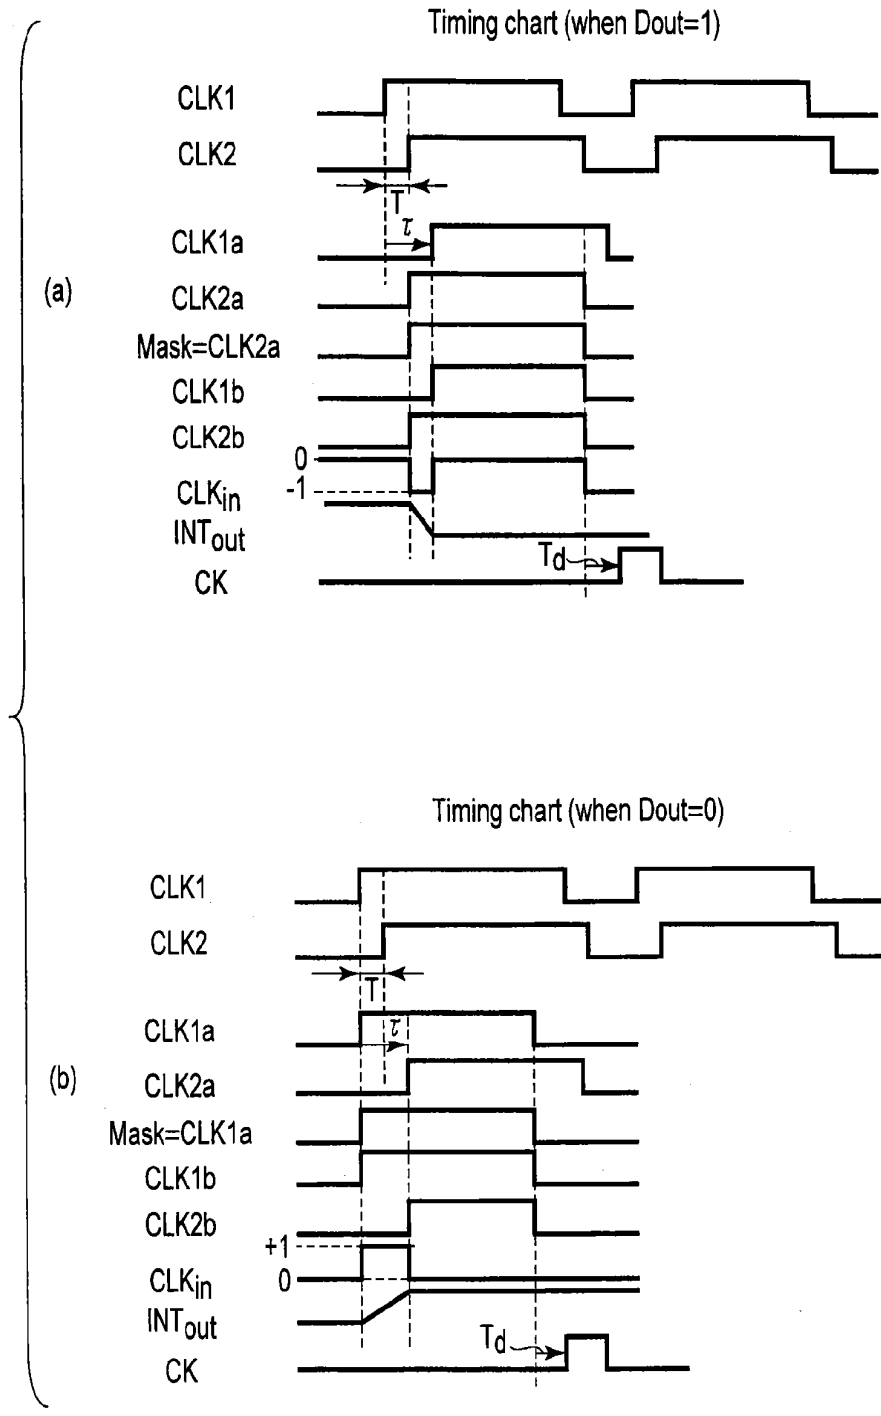 Timing chart (when Dout=1)
CLK1
CLK2
T
τ
CLK1a
(a)
CLK2a
Mask=CLK2a
CLK1b
CLK2b
0
CLKin
-1
INTout
Td
CK
Timing chart (when Dout=0)
CLK1
CLK2
T
CLK1a
τ
(b)
CLK2a
Mask=CLK1a
CLK1b
CLK2b
+1
CLKin
0
INTout
Td
CK